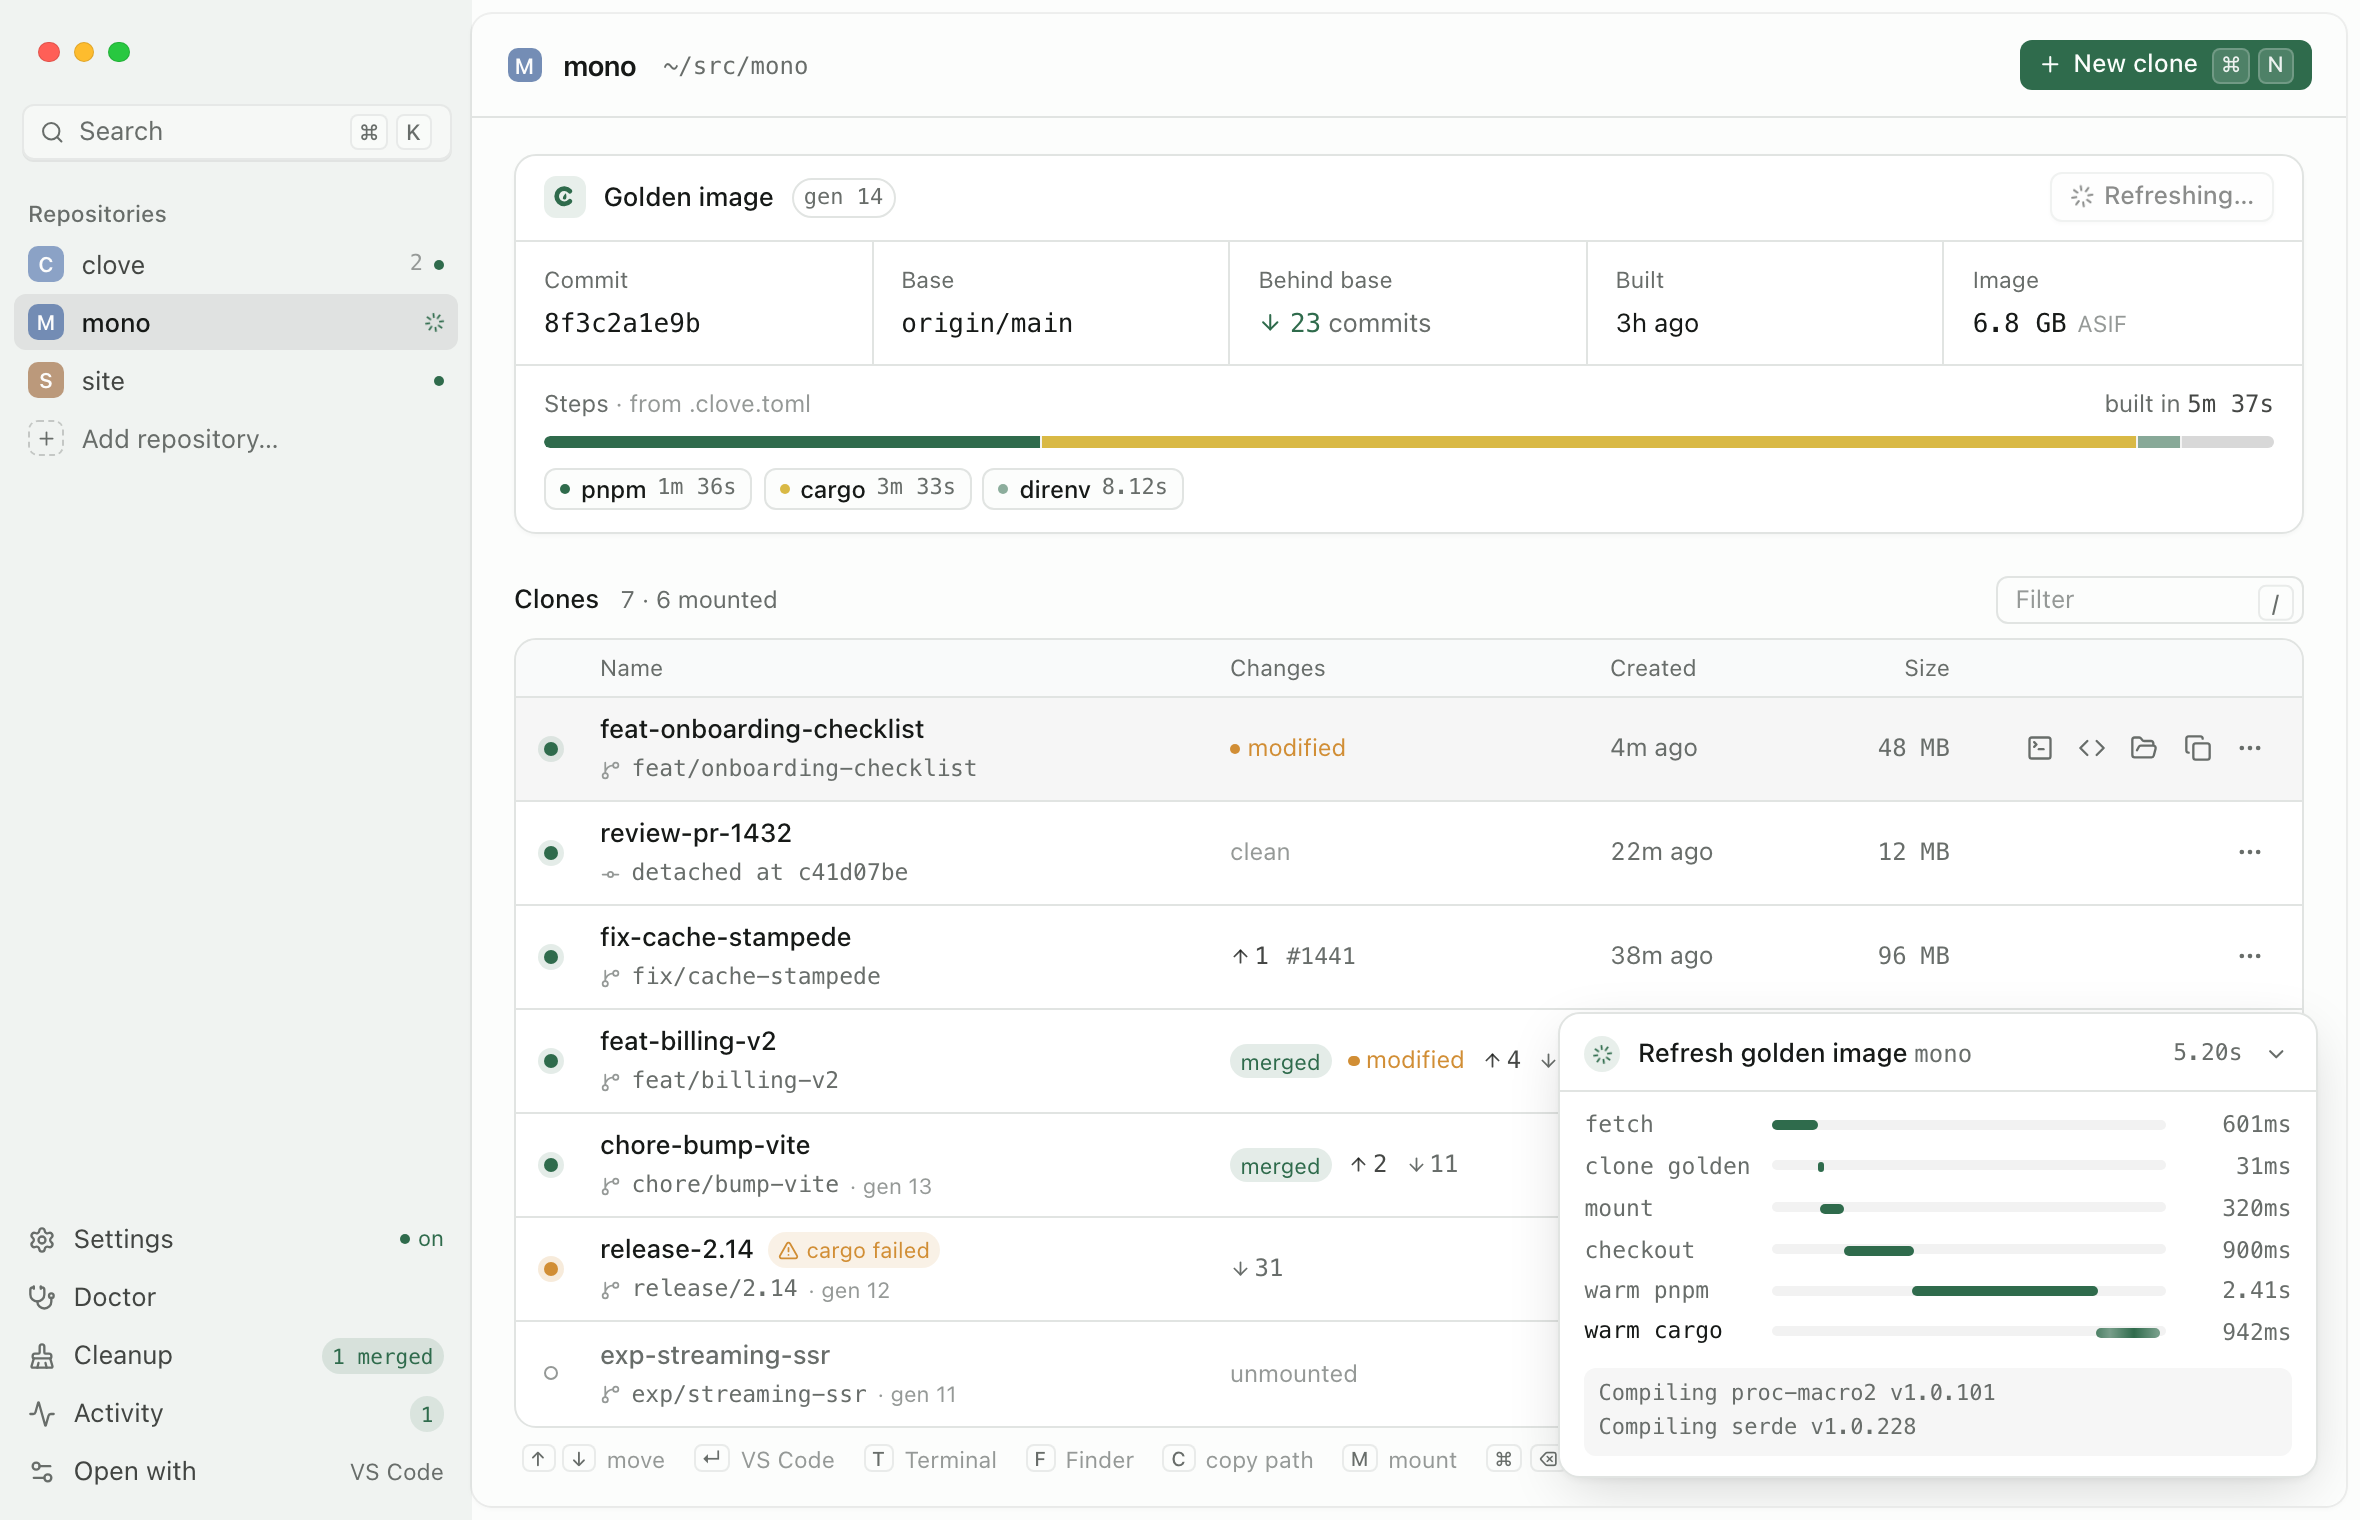 M mono ~/src/mono
+ New clone ⌘ N
Search ⌘ K
Repositories
C clove 2
M mono
S site
+ Add repository...
Settings on
Doctor
Cleanup 1 merged
Activity 1
Open with VS Code
Golden image gen 14
Refreshing...
Commit
8f3c2a1e9b
Base
origin/main
Behind base
↓ 23 commits
Built
3h ago
Image
6.8 GB ASIF
Steps · from .clove.toml
built in 5m 37s
pnpm 1m 36s
cargo 3m 33s
direnv 8.12s
Clones 7 · 6 mounted
Filter /
Name Changes Created Size
feat-onboarding-checklist
feat/onboarding-checklist
modified 4m ago 48 MB
review-pr-1432
detached at c41d07be
clean 22m ago 12 MB
fix-cache-stampede
fix/cache-stampede
↑ 1 #1441 38m ago 96 MB
feat-billing-v2
feat/billing-v2
merged modified ↑ 4 ↓
chore-bump-vite
chore/bump-vite · gen 13
merged ↑ 2 ↓ 11
release-2.14 cargo failed
release/2.14 · gen 12
↓ 31
exp-streaming-ssr
exp/streaming-ssr · gen 11
unmounted
↑ ↓ move ↵ VS Code T Terminal F Finder C copy path M mount ⌘ ⌫
Refresh golden image mono 5.20s
fetch 601ms
clone golden 31ms
mount 320ms
checkout 900ms
warm pnpm 2.41s
warm cargo 942ms
Compiling proc-macro2 v1.0.101
Compiling serde v1.0.228